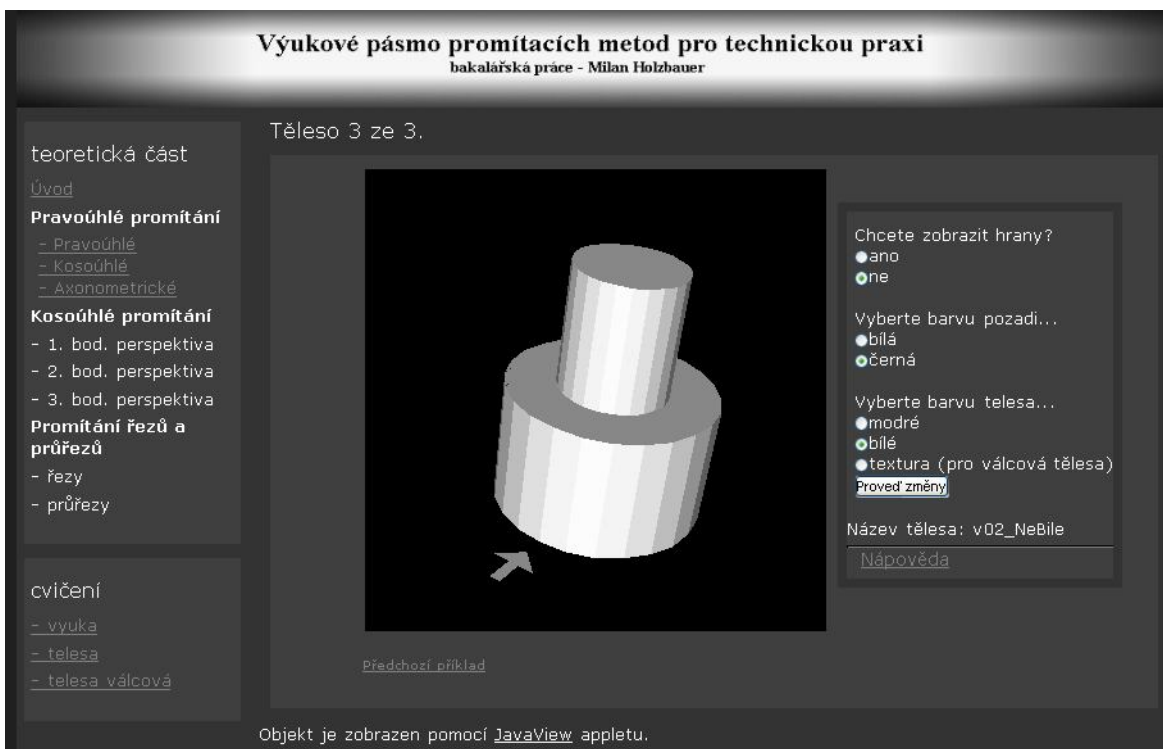 Výukové pásmo promítacích metod pro technickou praxi
bakalářská práce - Milan Holzbauer
teoretická část
Úvod
Pravoúhlé promítání
- Pravoúhlé
- Kosoúhlé
- Axonometrické
Kosoúhlé promítání
- 1. bod. perspektiva
- 2. bod. perspektiva
- 3. bod. perspektiva
Promítání řezů a
průřezů
- řezy
- průřezy
cvičení
- vyuka
- telesa
- telesa válcová
Těleso 3 ze 3.
Chcete zobrazit hrany?
ano
ne
Vyberte barvu pozadi...
bílá
černá
Vyberte barvu telesa...
modré
bílé
textura (pro válcová tělesa)
Proveď změny
Název tělesa: v02_NeBile
Nápověda
Předchozí příklad
Objekt je zobrazen pomocí JavaView appletu.